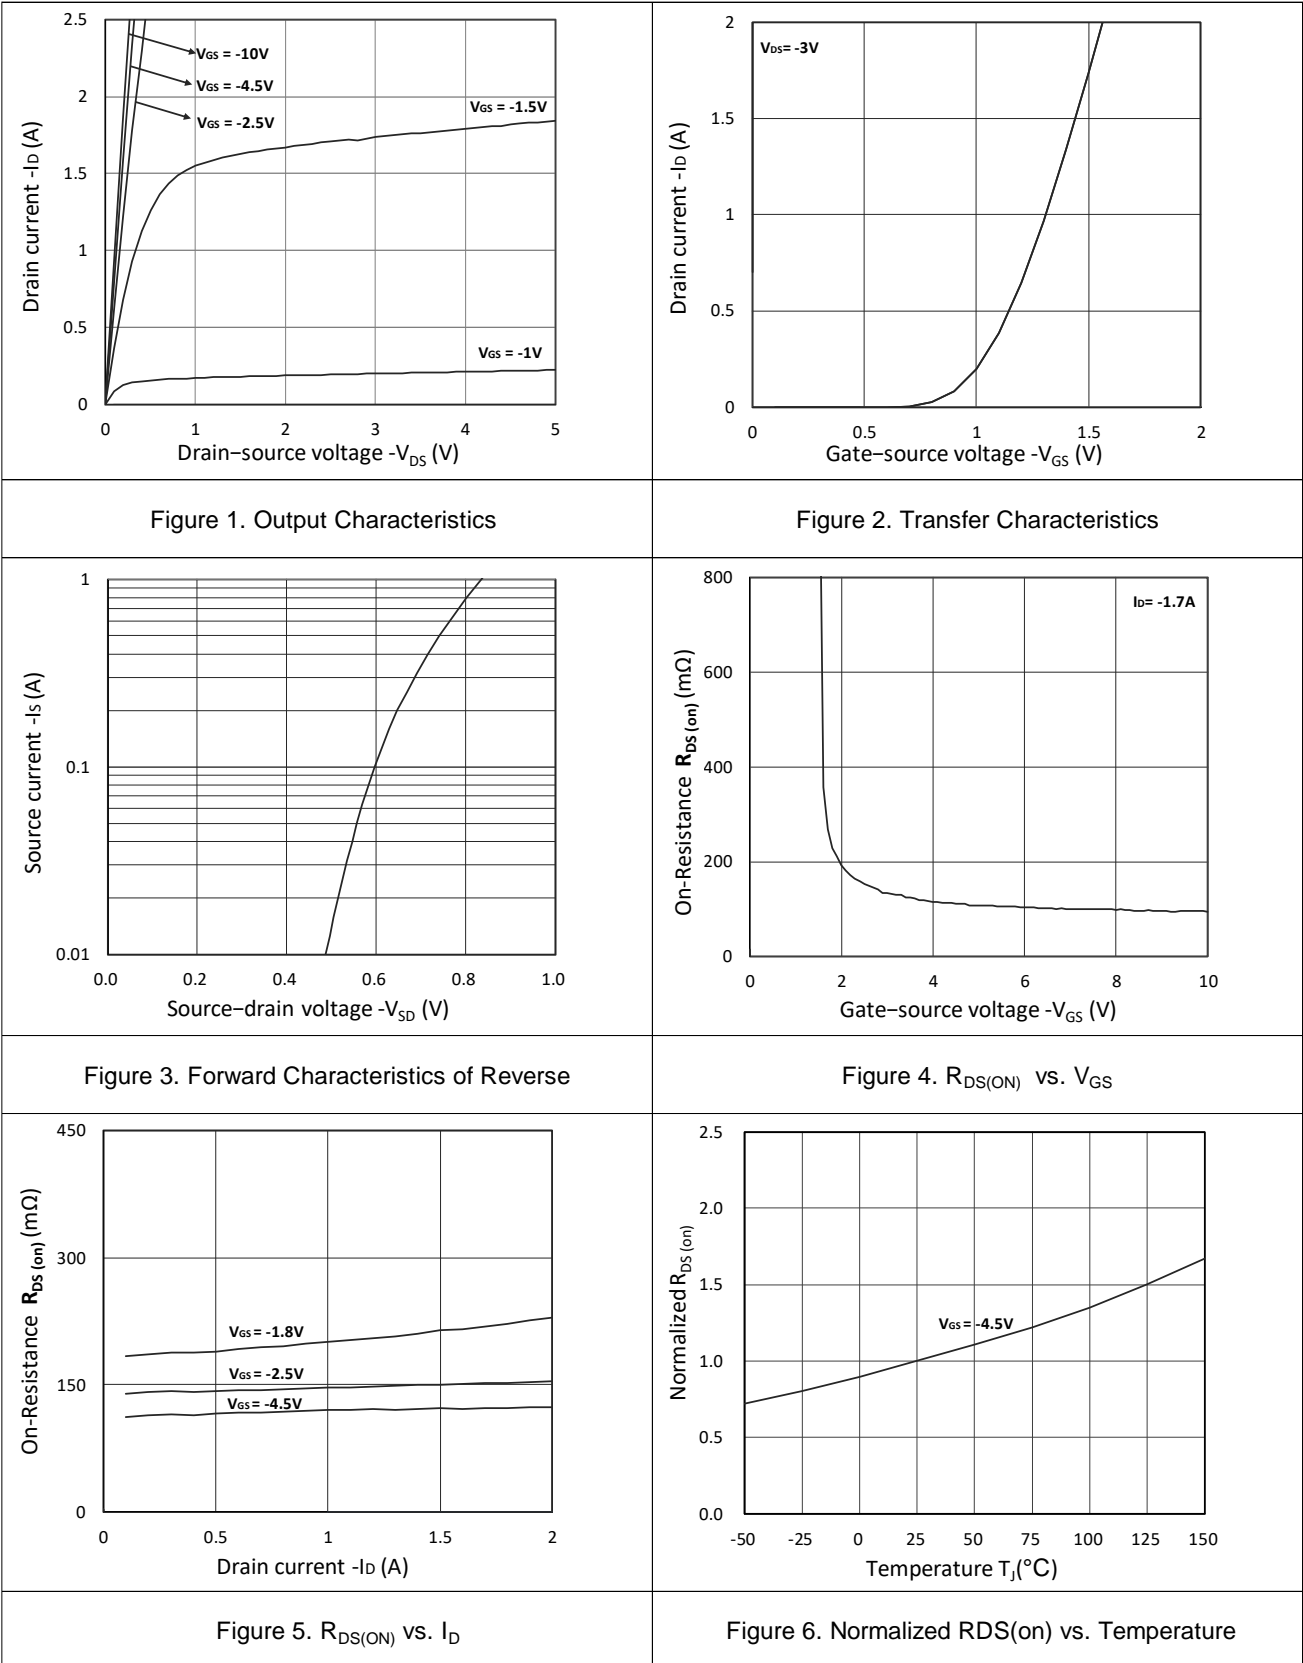 2.5
2
1.5
1
0.5
0
0 1 2 3 4 5
Drain current -ID (A)
Drain−source voltage -VDS (V)
VGS = -10V
VGS = -4.5V
VGS = -2.5V
VGS = -1.5V
VGS = -1V
2
1.5
1
0.5
0
0 0.5 1 1.5 2
Drain current -ID (A)
Gate−source voltage -VGS (V)
VDS= -3V
Figure 1. Output Characteristics
Figure 2. Transfer Characteristics
1
0.1
0.01
0.0 0.2 0.4 0.6 0.8 1.0
Source current -IS (A)
Source−drain voltage -VSD (V)
800
600
400
200
0
0 2 4 6 8 10
On-Resistance RDS (on) (mΩ)
Gate−source voltage -VGS (V)
ID= -1.7A
Figure 3. Forward Characteristics of Reverse
Figure 4. RDS(ON) vs. VGS
450
300
150
0
0 0.5 1 1.5 2
On-Resistance RDS (on) (mΩ)
Drain current -ID (A)
VGS = -1.8V
VGS = -2.5V
VGS = -4.5V
2.5
2.0
1.5
1.0
0.5
0.0
-50 -25 0 25 50 75 100 125 150
Normalized RDS (on)
Temperature TJ(°C)
VGS = -4.5V
Figure 5. RDS(ON) vs. ID
Figure 6. Normalized RDS(on) vs. Temperature